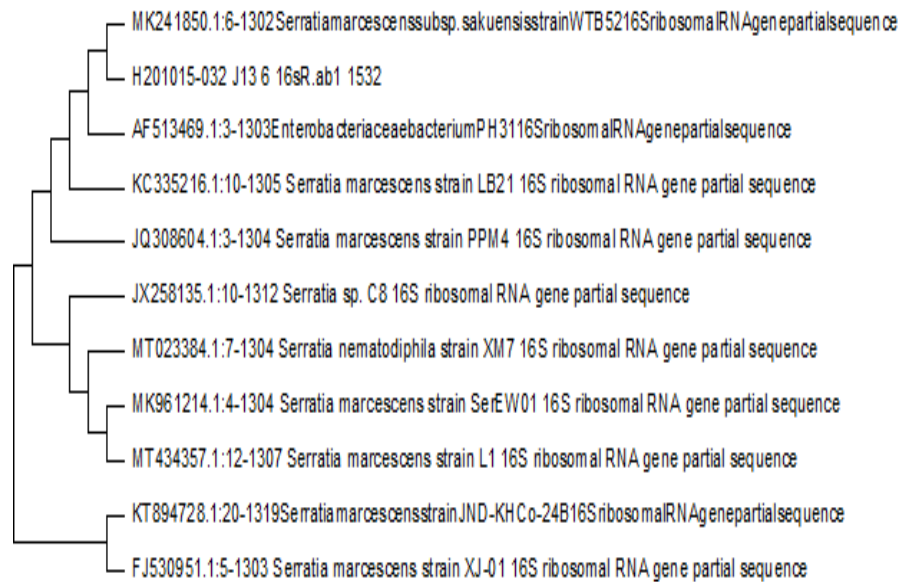 MK241850.1:6-1302Serratiamarcescenssubsp.sakuensisstrainWTB5216SribosomalRNAgenepartialsequence
H201015-032 J13 6 16sR.ab1 1532
AF513469.1:3-1303EnterobacteriaceaebacteriumPH3116SribosomalRNAgenepartialsequence
KC335216.1:10-1305 Serratia marcescens strain LB21 16S ribosomal RNA gene partial sequence
JQ308604.1:3-1304 Serratia marcescens strain PPM4 16S ribosomal RNA gene partial sequence
JX258135.1:10-1312 Serratia sp. C8 16S ribosomal RNA gene partial sequence
MT023384.1:7-1304 Serratia nematodiphila strain XM7 16S ribosomal RNA gene partial sequence
MK961214.1:4-1304 Serratia marcescens strain SerEW01 16S ribosomal RNA gene partial sequence
MT434357.1:12-1307 Serratia marcescens strain L1 16S ribosomal RNA gene partial sequence
KT894728.1:20-1319SerratiamarcescensstrainJND-KHCo-24B16SribosomalRNAgenepartialsequence
FJ530951.1:5-1303 Serratia marcescens strain XJ-01 16S ribosomal RNA gene partial sequence